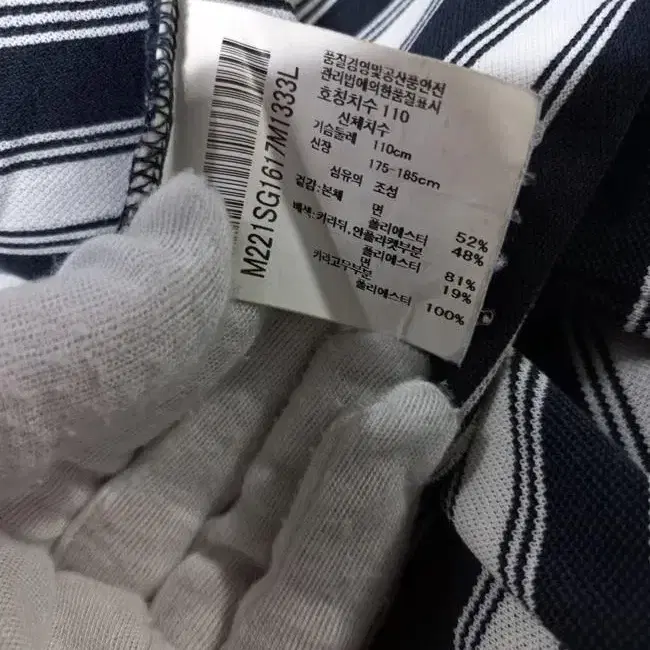 M221SG1617M1333L
품질경영및공산품안전
관리법에의한품질표시
호칭치수 110
신체치수
가슴둘레 110cm
신장 175-185cm
섬유의 조성
겉감:본체 면 52%
폴리에스터 48%
배색:카라뒤,안플라켓부분
폴리에스터 81%
면 19%
카라고무부분
폴리에스터 100%